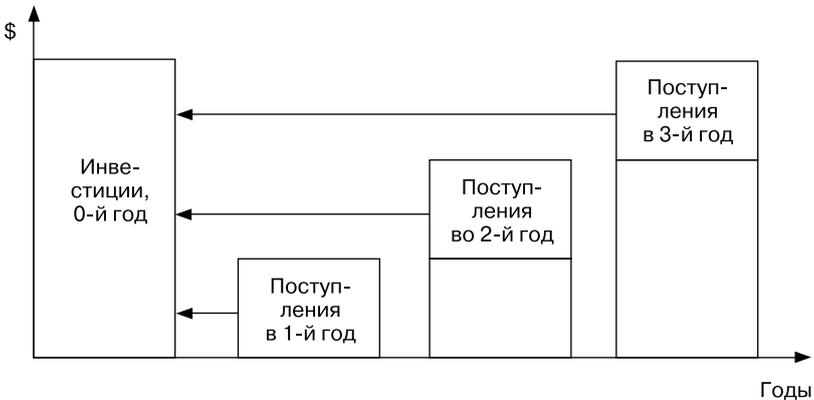 $
Инве-
стиции,
0-й год
Поступ-
ления
в 1-й год
Поступ-
ления
во 2-й год
Поступ-
ления
в 3-й год
Годы